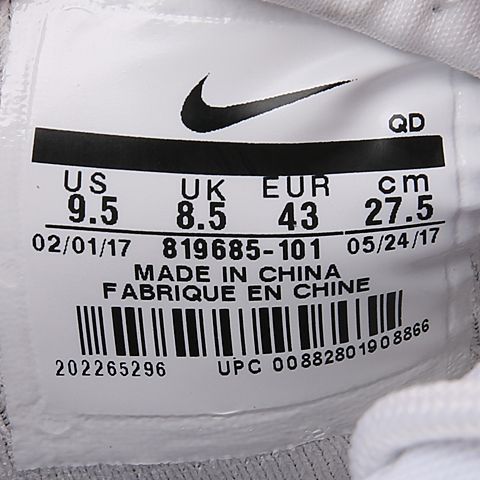 QD
US UK EUR cm
9.5 8.5 43 27.5
02/01/17 819685-101 05/24/17
MADE IN CHINA
FABRIQUE EN CHINE
202265296 UPC 00882801908866